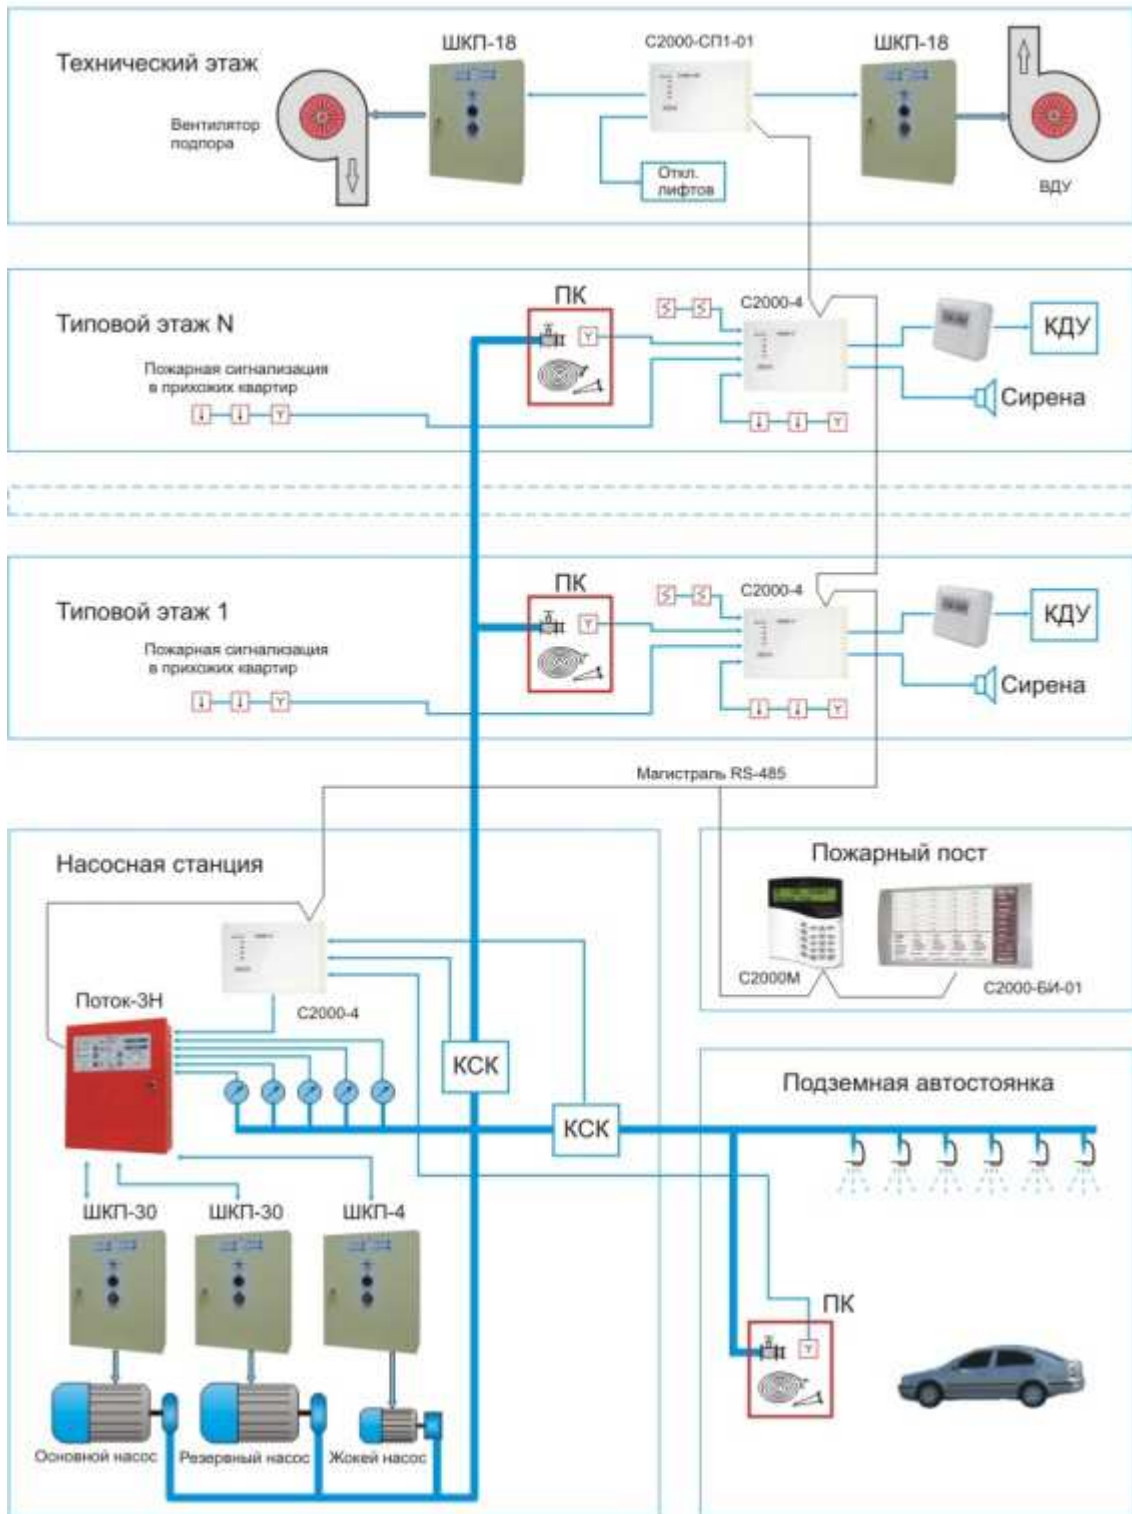 Технический этаж
ШКП-18
С2000-СП1-01
ШКП-18
Вентилятор
подпора
Откл.
лифтов
ВДУ
Типовой этаж N
ПК
С2000-4
КДУ
Пожарная сигнализация
в прихожих квартир
Сирена
Типовой этаж 1
ПК
С2000-4
КДУ
Пожарная сигнализация
в прихожих квартир
Сирена
Магистраль RS-485
Насосная станция
Пожарный пост
С2000М
С2000-БИ-01
Поток-3Н
С2000-4
КСК
КСК
Подземная автостоянка
ШКП-30
ШКП-30
ШКП-4
ПК
Основной насос
Резервный насос
Жокей насос